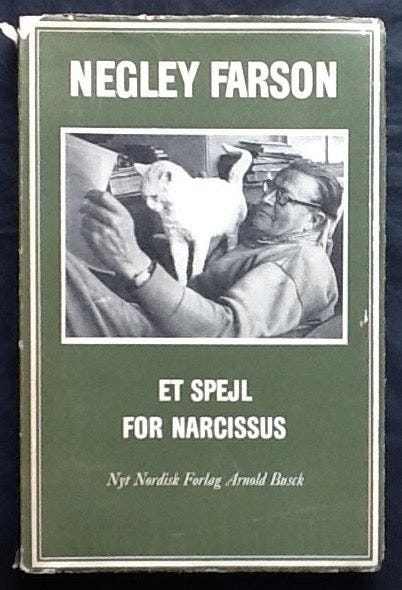 NEGLEY FARSON
ET SPEJL
FOR NARCISSUS
Nyt Nordisk Forlag Arnold Busck